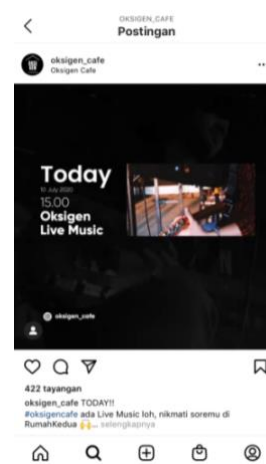 OKSIGEN_CAFE
Postingan
oksigen_cafe
Oksigen Cafe
Today
10 July 2020
15.00
Oksigen
Live Music
oksigen_cafe
422 tayangan
oksigen_cafe TODAY!!
#oksigencafe ada Live Music loh, nikmati soremu di
RumahKedua 🙌... selengkapnya